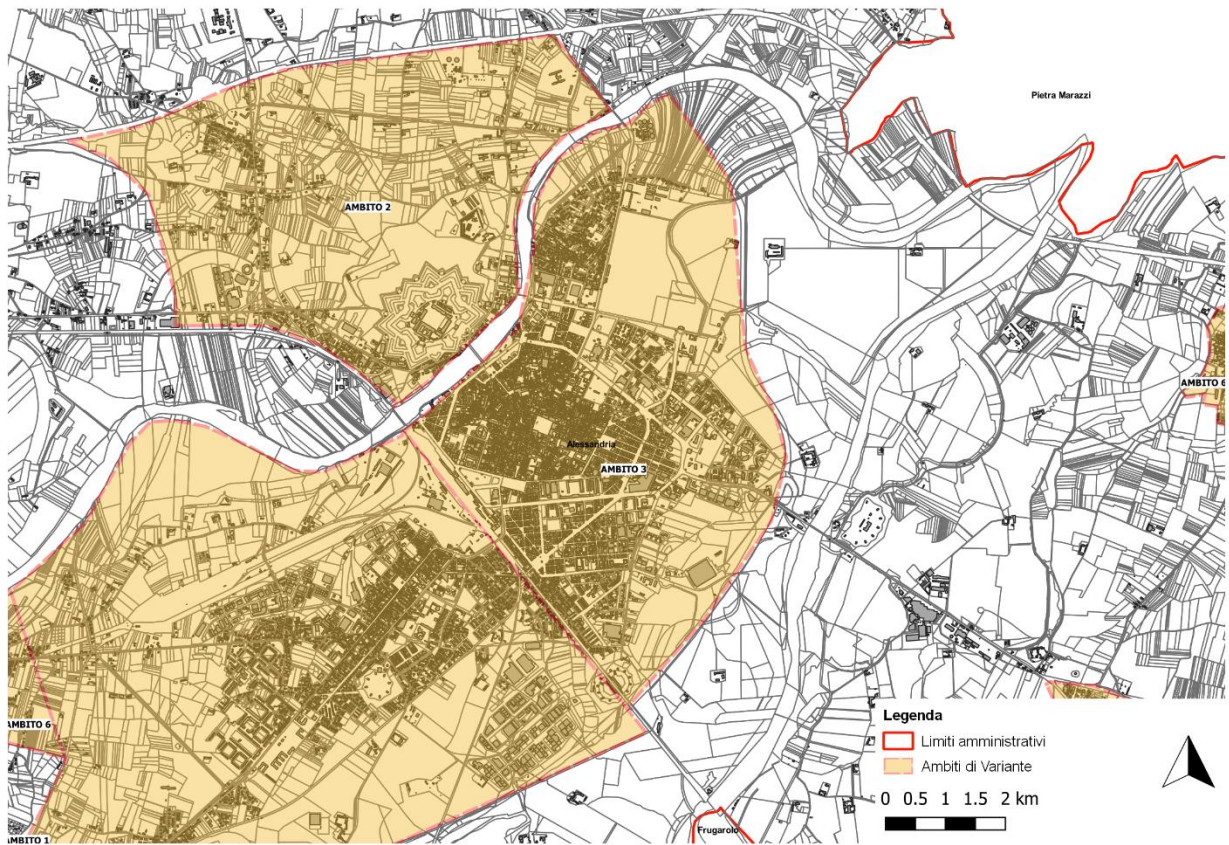 Pietra Marazzi
AMBITO 2
AMBITO 6
Alessandria
AMBITO 3
AMBITO 6
AMBITO 1
Frugarolo
Legenda
Limiti amministrativi
Ambiti di Variante
0 0.5 1 1.5 2 km